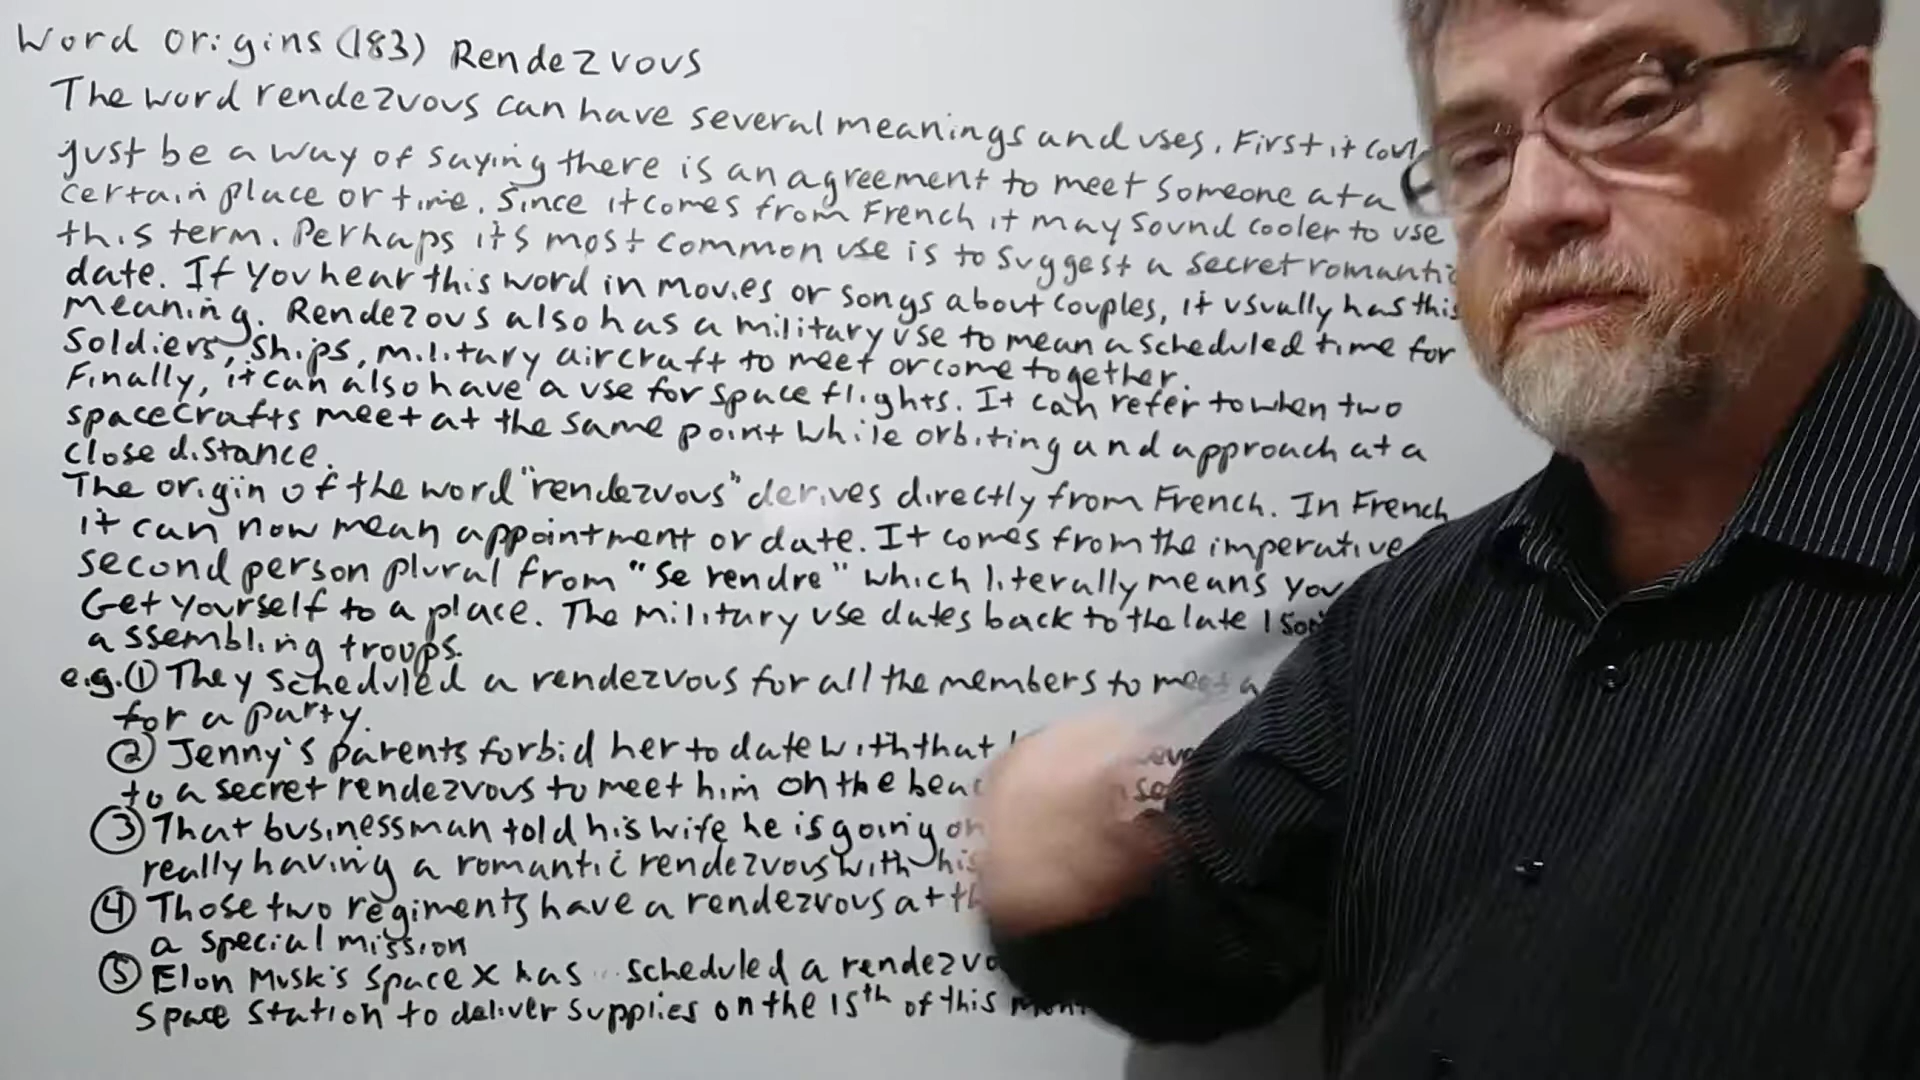 Word Origins (183) Rendezvous
The word rendezvous can have several meanings and uses. First it
just be a way of saying there is an agreement to meet someone at a
certain place or time. Since it comes from French it may sound cooler to use
this term. Perhaps its most common use is to suggest a secret romantic
date. If you hear this word in movies or songs about couples, it usually has this
meaning. Rendezous also has a military use to mean a scheduled time for
soldiers, ships, military aircraft to meet or come together.
Finally, it can also have a use for space flights. It can refer to when two
spacecrafts meet at the same point while orbiting and approach at a
close distance.
The origin of the word "rendezvous" derives directly from French. In French
it can now mean appointment or date. It comes from the imperative
second person plural from "Se rendre" which literally means you
Get yourself to a place. The military use dates back to the late
assembling troups.
e.g. ① They scheduled a rendezvous for all the members to meet a
for a party.
② Jenny's parents forbid her to date with that
to a secret rendezvous to meet him on the
③ That businessman told his wife he is going on
really having a romantic rendezvous with his
④ Those two regiments have a rendezvous at
a special mission
⑤ Elon Musk's Space X has scheduled a
Space Station to deliver supplies on the 15th of this